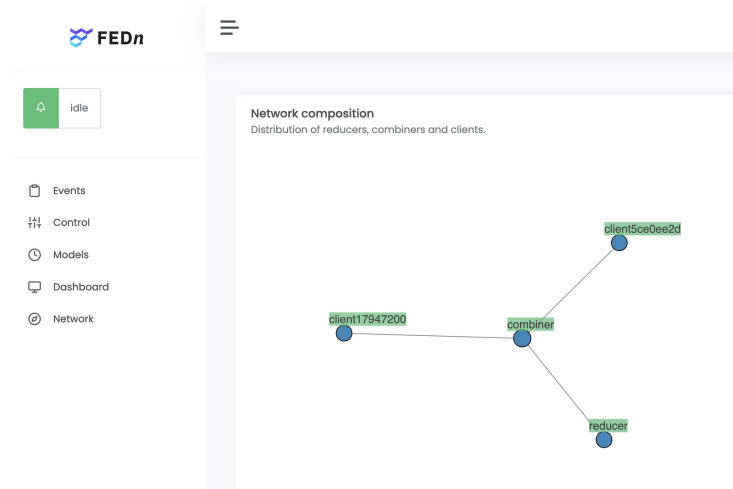 FEDn
idle
Events
Control
Models
Dashboard
Network
Network composition
Distribution of reducers, combiners and clients.
client5ce0ee2d
client17947200
combiner
reducer